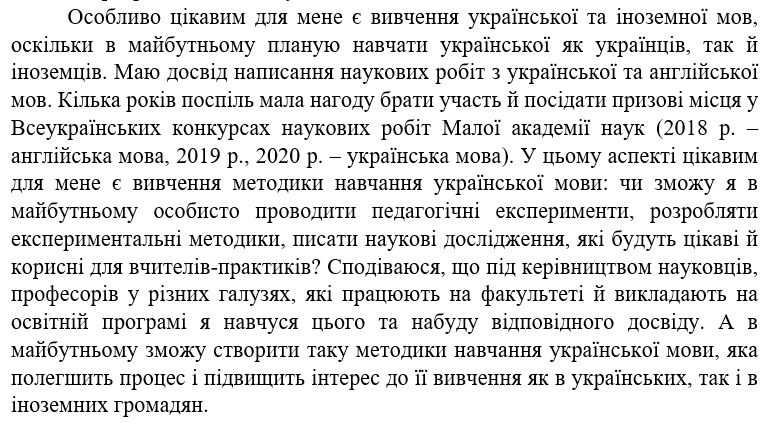 Особливо цікавим для мене є вивчення української та іноземної мов,
оскільки в майбутньому планую навчати української як українців, так й
іноземців. Маю досвід написання наукових робіт з української та англійської
мов. Кілька років поспіль мала нагоду брати участь й посідати призові місця у
Всеукраїнських конкурсах наукових робіт Малої академії наук (2018 р. –
англійська мова, 2019 р., 2020 р. – українська мова). У цьому аспекті цікавим
для мене є вивчення методики навчання української мови: чи зможу я в
майбутньому особисто проводити педагогічні експерименти, розробляти
експериментальні методики, писати наукові дослідження, які будуть цікаві й
корисні для вчителів-практиків? Сподіваюся, що під керівництвом науковців,
професорів у різних галузях, які працюють на факультеті й викладають на
освітній програмі я навчуся цього та набуду відповідного досвіду. А в
майбутньому зможу створити таку методики навчання української мови, яка
полегшить процес і підвищить інтерес до її вивчення як в українських, так і в
іноземних громадян.